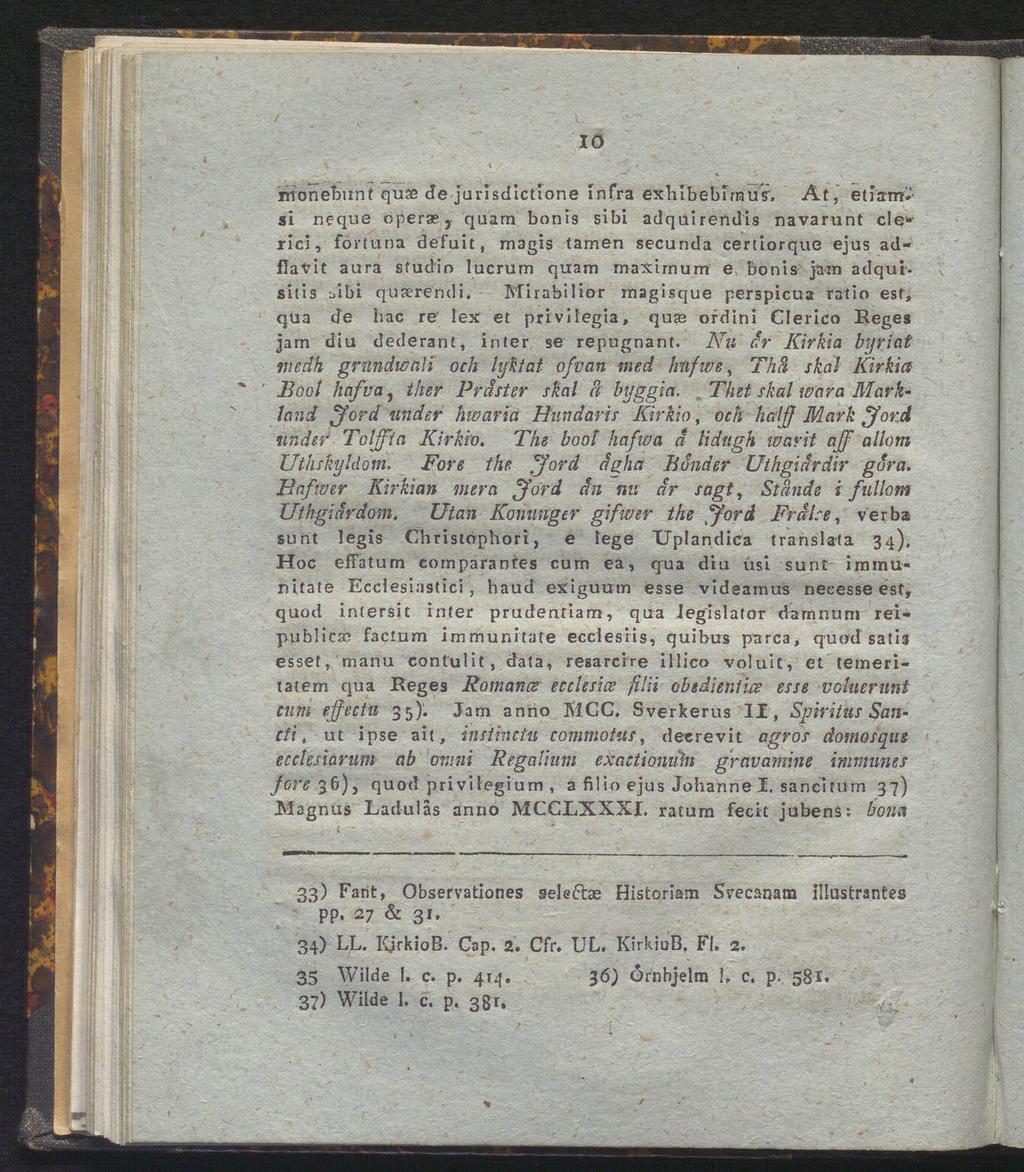 10
monebunt quæ de jurisdictione infra exhibebimus. At, etiam-
si neque operæ, quam bonis sibi adquirendis navarunt cle-
rici, fortuna defuit, magis tamen secunda certiorque ejus ad-
flavit aura studio lucrum quam maximum e bonis jam adqui-
sitis sibi quærendi. Mirabilior magisque perspicua ratio est,
qua de hac re lex et privilegia, quæ ordini Clerico Reges
jam diu dederant, inter se repugnant. Nu år Kirkia byriat
medh grundwali och lyktat ofvan med hufwe, Thå skal Kirkia
Bool hafva, ther Pråster skal å byggia. Thet skal wara Mark-
land Jord under hwaria Hundaris Kirkio, och halff Mark Jord
under Tolffta Kirkio. The bool hafwa å lidugh warit aff allom
Uthskyldom. Fore the Jord ågha Bônder Uthgiårdir gôra.
Hafwer Kirkian mera Jord ån nu år sagt, Stånde i fullom
Uthgiårdom. Utan Konunger gifwer the Jord Frålse, verba
sunt legis Christophori, e lege Uplandica translata 34).
Hoc effatum comparantes cum ea, qua diu usi sunt immu-
nitate Ecclesiastici, haud exiguum esse videamus necesse est,
quod intersit inter prudentiam, qua legislator damnum rei-
publicæ factum immunitate ecclesiis, quibus parca, quod satis
esset, manu contulit, data, resarcire illico voluit, et temeri-
tatem qua Reges Romanæ ecclesiæ filii obedientiæ esse voluerunt
cum effectu 35). Jam anno MCC. Sverkerus II, Spiritus San-
cti, ut ipse ait, instinctu commotus, decrevit agros domosque
ecclesiarum ab omni Regalium exactionum gravamine immunes
fore 36), quod privilegium, a filio ejus Johanne I. sancitum 37)
Magnus Ladulås anno MCCLXXXI. ratum fecit jubens: bona
33) Fant, Observationes selectæ Historiam Svecanam illustrantes
pp. 27 & 31.
34) LL. KirkioB. Cap. 2. Cfr. UL. KirkiuB. Fl. 2.
35 Wilde l. c. p. 414. 36) Ôrnhjelm l. c. p. 581.
37) Wilde l. c. p. 381.